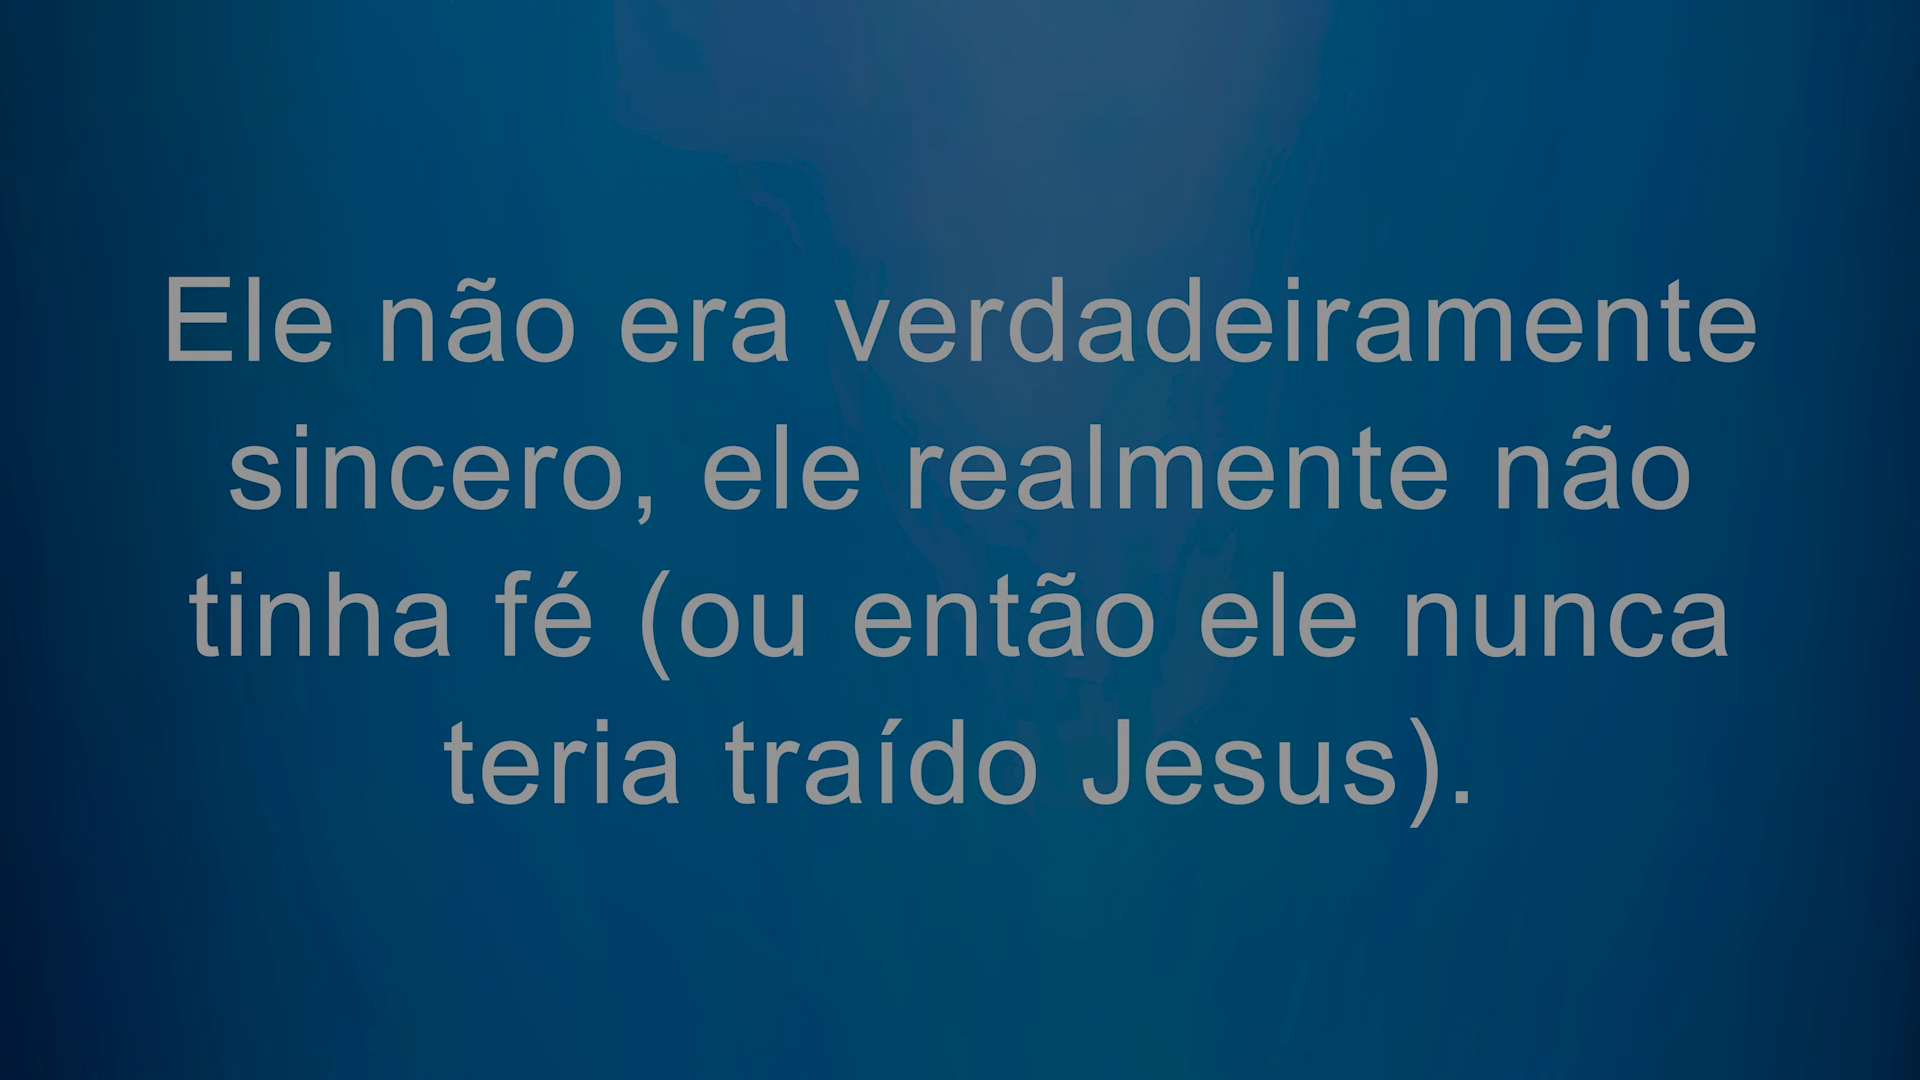 Ele não era verdadeiramente
sincero, ele realmente não
tinha fé (ou então ele nunca
teria traído Jesus).